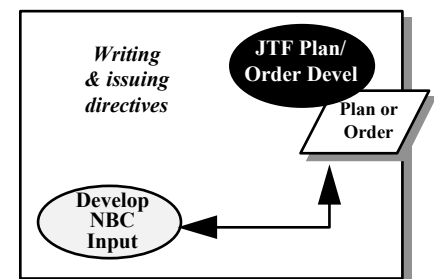 Writing
& issuing
directives
JTF Plan/
Order Devel
Plan or
Order
Develop
NBC
Input